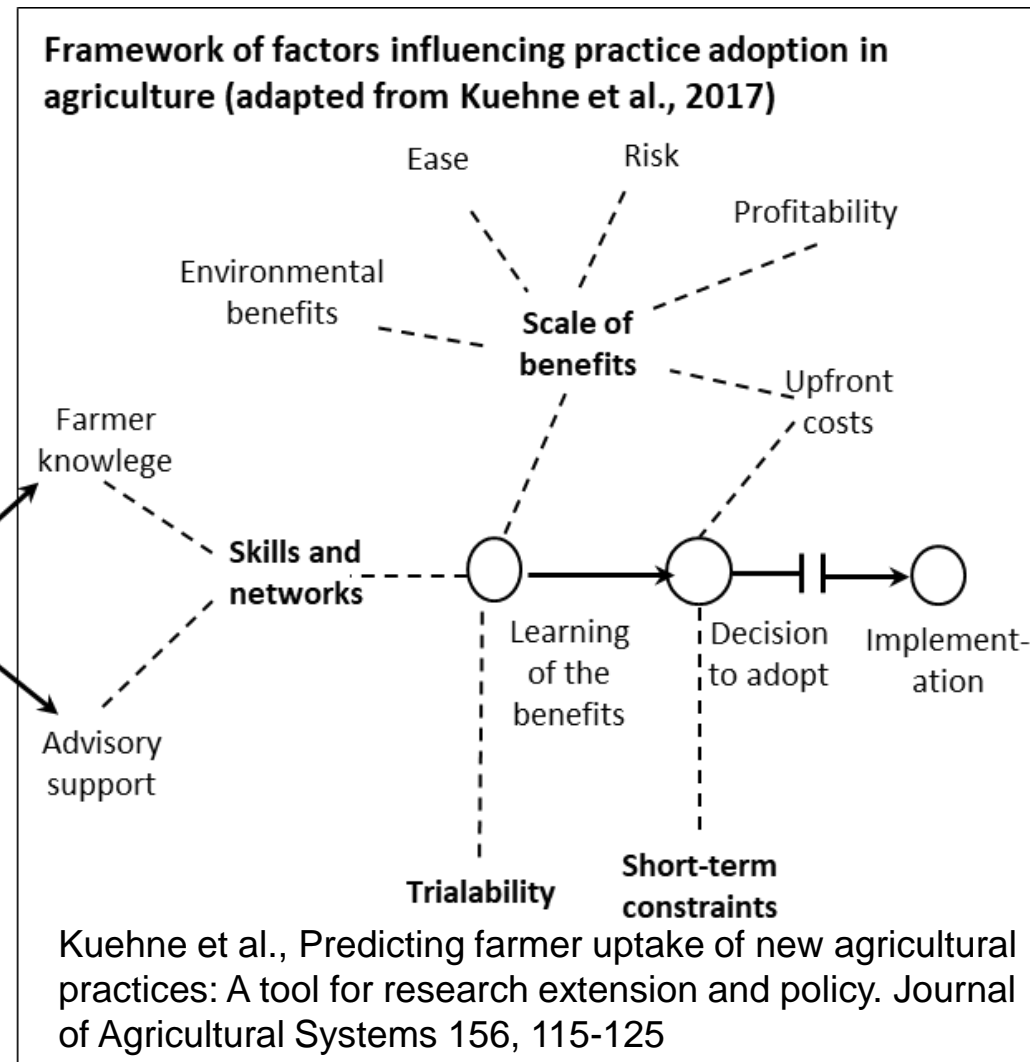 Framework of factors influencing practice adoption in
agriculture (adapted from Kuehne et al., 2017)
Ease
Risk
Profitability
Environmental
benefits
Scale of
benefits
Upfront
costs
Farmer
knowlege
Skills and
networks
Learning
of the
benefits
Decision
to adopt
Implement-
ation
Advisory
support
Trialability
Short-term
constraints
Kuehne et al., Predicting farmer uptake of new agricultural
practices: A tool for research extension and policy. Journal
of Agricultural Systems 156, 115-125